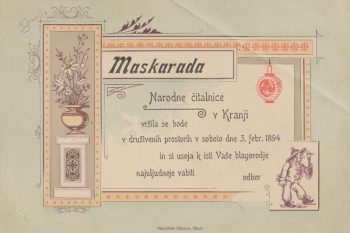 Maskarada
Narodne čitalnice
v Kranji
vršila se bode
v društvenih prostorih v soboto dne 3. febr. 1894
in si usoja k isti Vaše blagorodje
najuljudneje vabiti
odbor